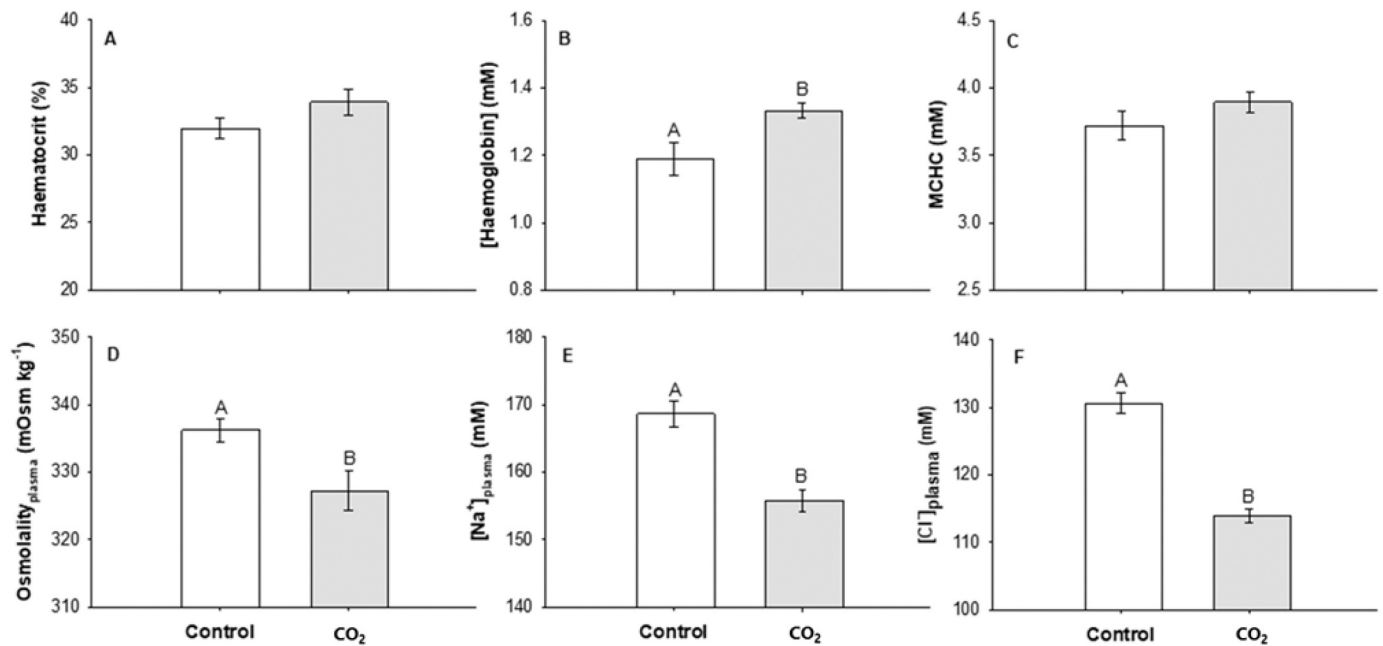 A
Haematocrit (%)
40
35
30
25
20
B
[Haemoglobin] (mM)
1.6
1.4
1.2
1.0
0.8
A
B
C
MCHC (mM)
4.5
4.0
3.5
3.0
2.5
D
Osmolality plasma (mOsm kg⁻¹)
350
340
330
320
310
A
B
Control
CO₂
E
[Na⁺]plasma (mM)
180
170
160
150
140
A
B
Control
CO₂
F
[Cl⁻]plasma (mM)
140
130
120
110
100
A
B
Control
CO₂